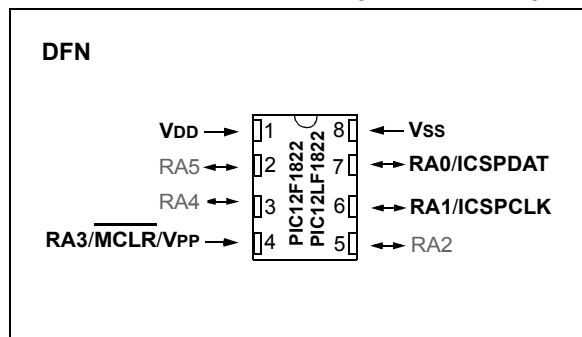 DFN
VDD 1 8 VSS
RA5 2 7 RA0/ICSPDAT
RA4 3 6 RA1/ICSPCLK
RA3/MCLR/VPP 4 5 RA2
PIC12F1822
PIC12LF1822